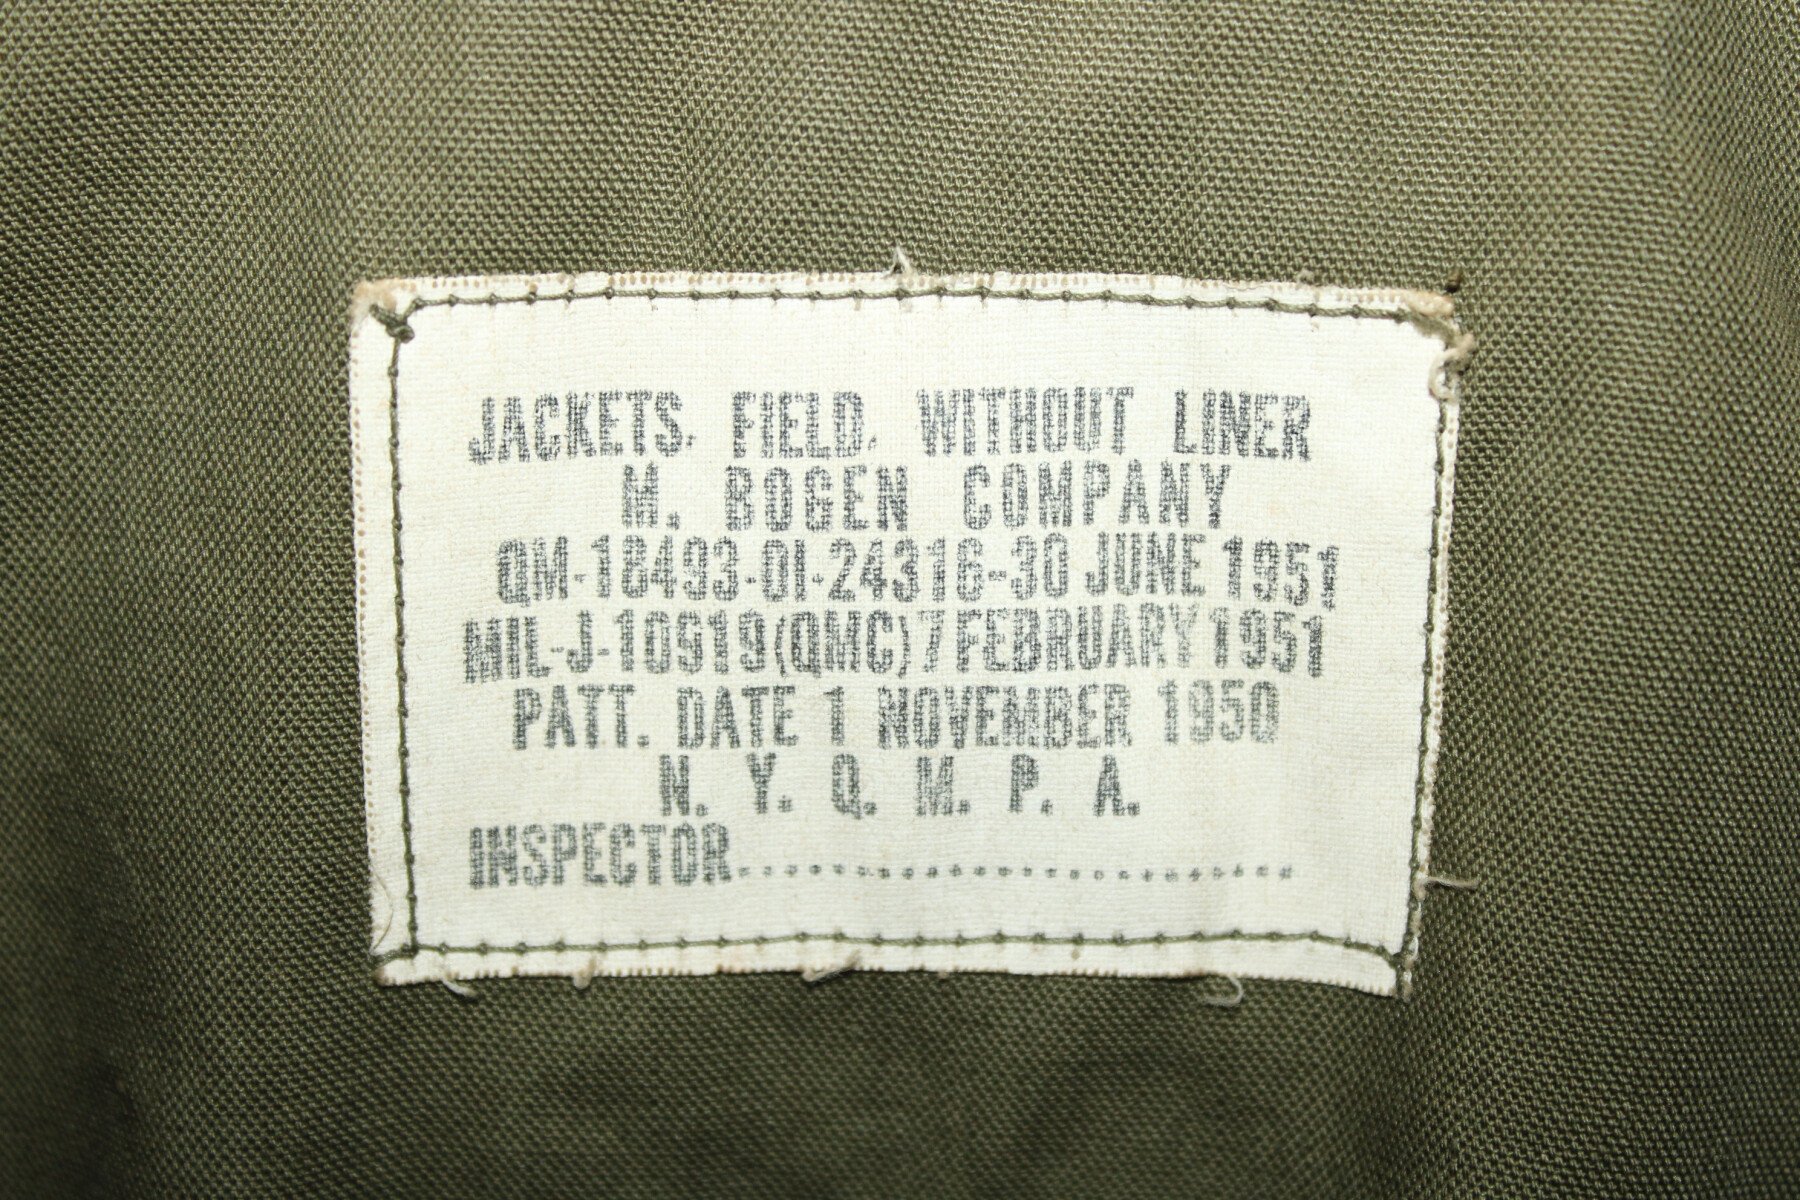 JACKETS, FIELD, WITHOUT LINER
M. BOGEN COMPANY
QM-18493-OI-24316-30 JUNE 1951
MIL-J-10919(QMC)7 FEBRUARY 1951
PATT. DATE 1 NOVEMBER 1950
N. Y. Q. M. P. A.
INSPECTOR........................